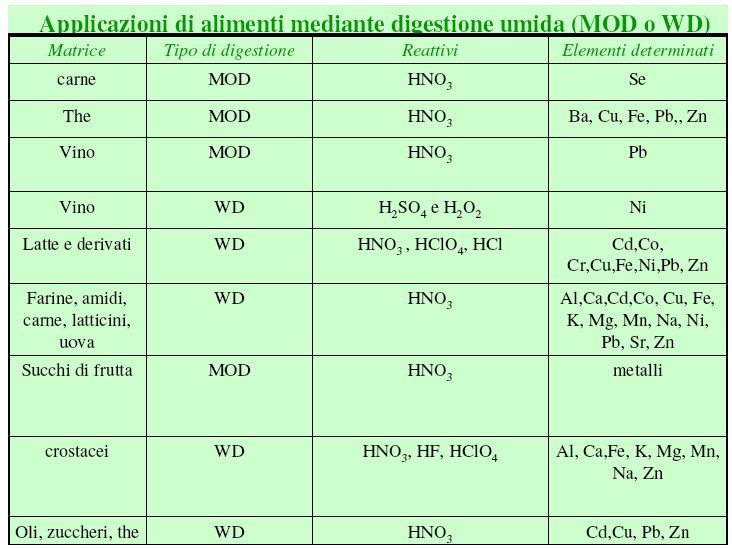 Applicazioni di alimenti mediante digestione umida (MOD o WD)
Matrice Tipo di digestione Reattivi Elementi determinati
carne MOD HNO3 Se
The MOD HNO3 Ba, Cu, Fe, Pb,, Zn
Vino MOD HNO3 Pb
Vino WD H2SO4 e H2O2 Ni
Latte e derivati WD HNO3 , HClO4, HCl Cd,Co,
Cr,Cu,Fe,Ni,Pb, Zn
Farine, amidi, WD HNO3 Al,Ca,Cd,Co, Cu, Fe,
carne, latticini, K, Mg, Mn, Na, Ni,
uova Pb, Sr, Zn
Succhi di frutta MOD HNO3 metalli
crostacei WD HNO3, HF, HClO4 Al, Ca,Fe, K, Mg, Mn,
Na, Zn
Oli, zuccheri, the WD HNO3 Cd,Cu, Pb, Zn